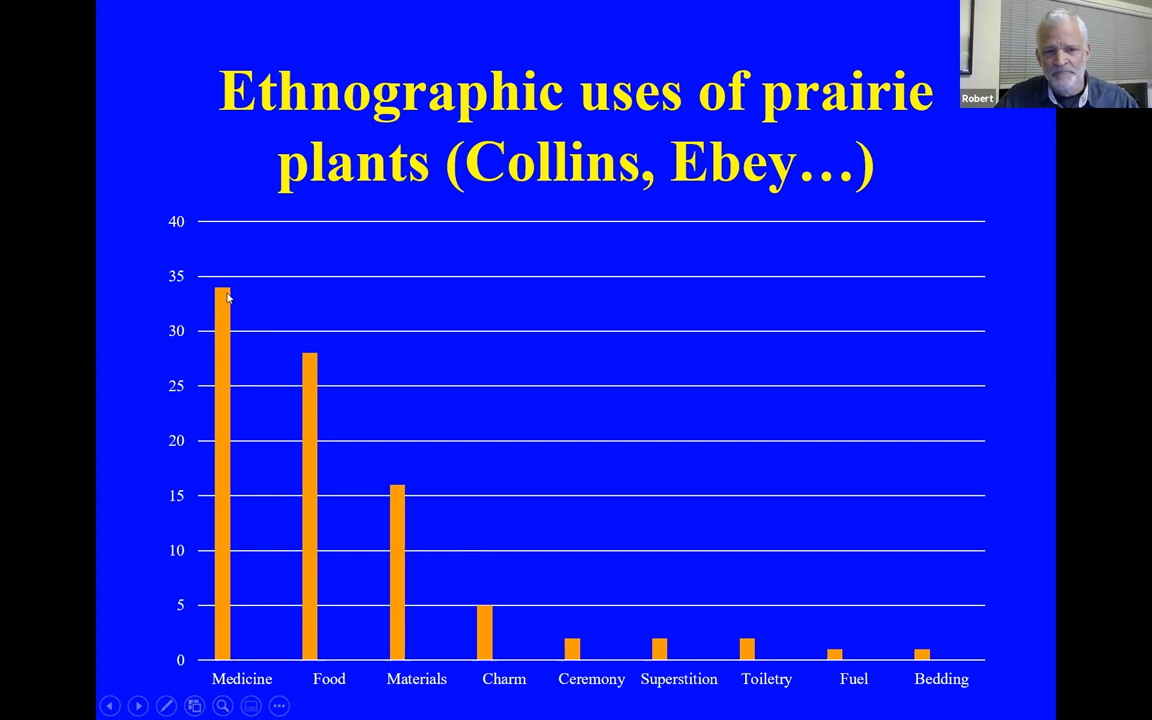 Ethnographic uses of prairie
plants (Collins, Ebey…)
Robert
40
35
30
25
20
15
10
5
0
Medicine Food Materials Charm Ceremony Superstition Toiletry Fuel Bedding